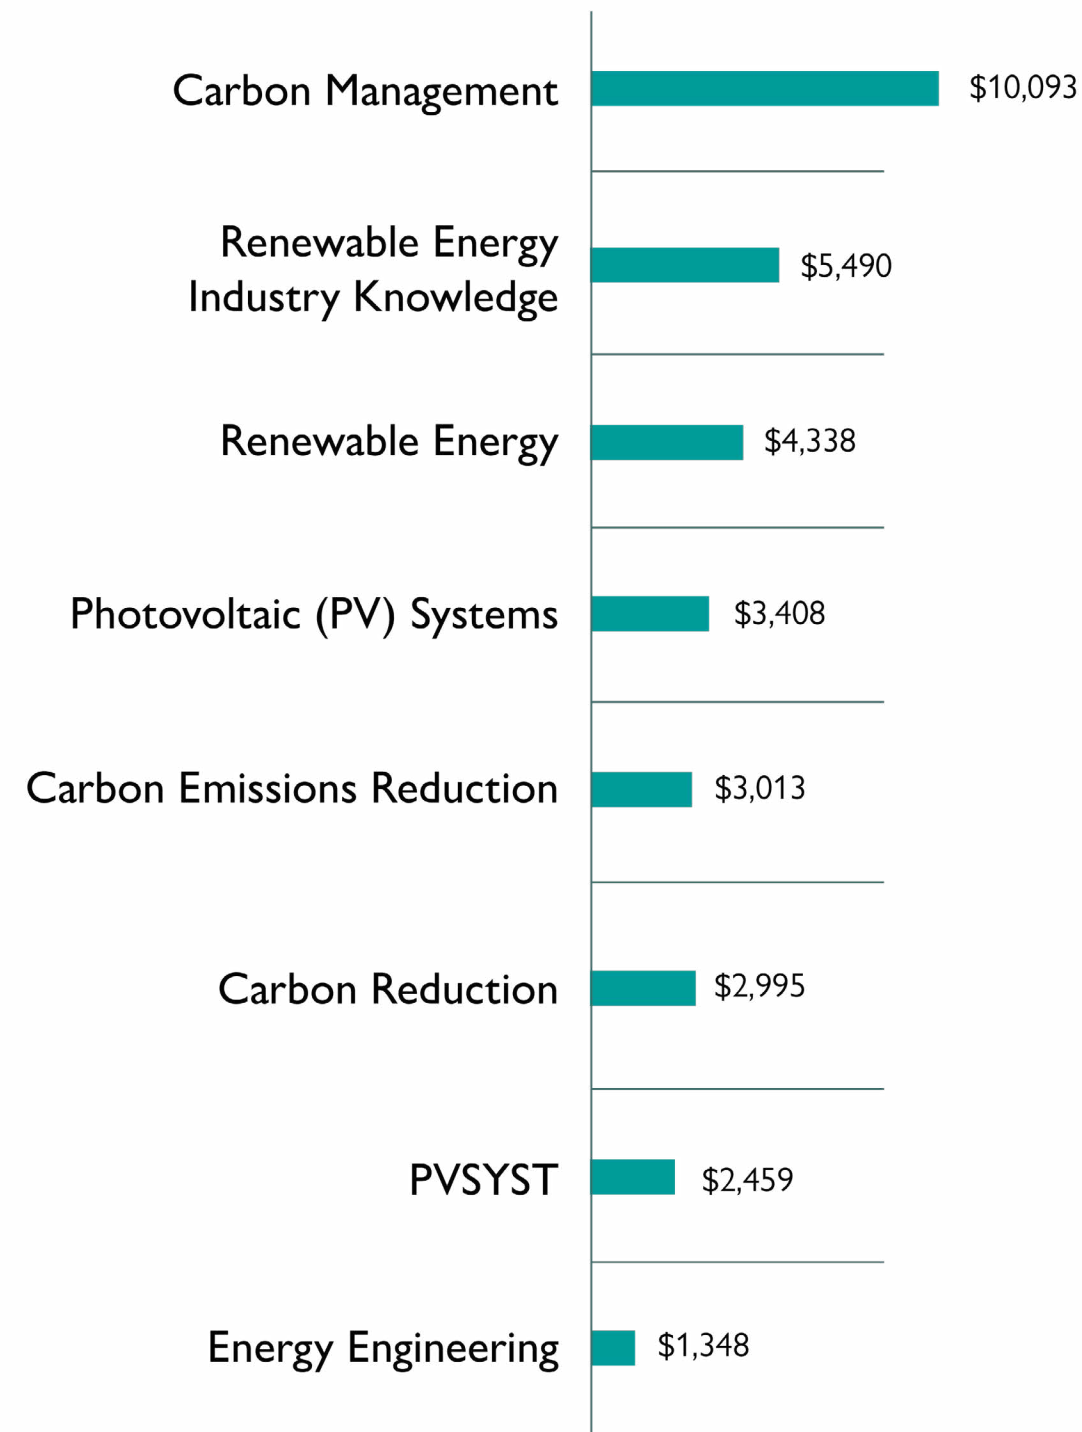 Carbon Management
$10,093
Renewable Energy
Industry Knowledge
$5,490
Renewable Energy
$4,338
Photovoltaic (PV) Systems
$3,408
Carbon Emissions Reduction
$3,013
Carbon Reduction
$2,995
PVSYST
$2,459
Energy Engineering
$1,348